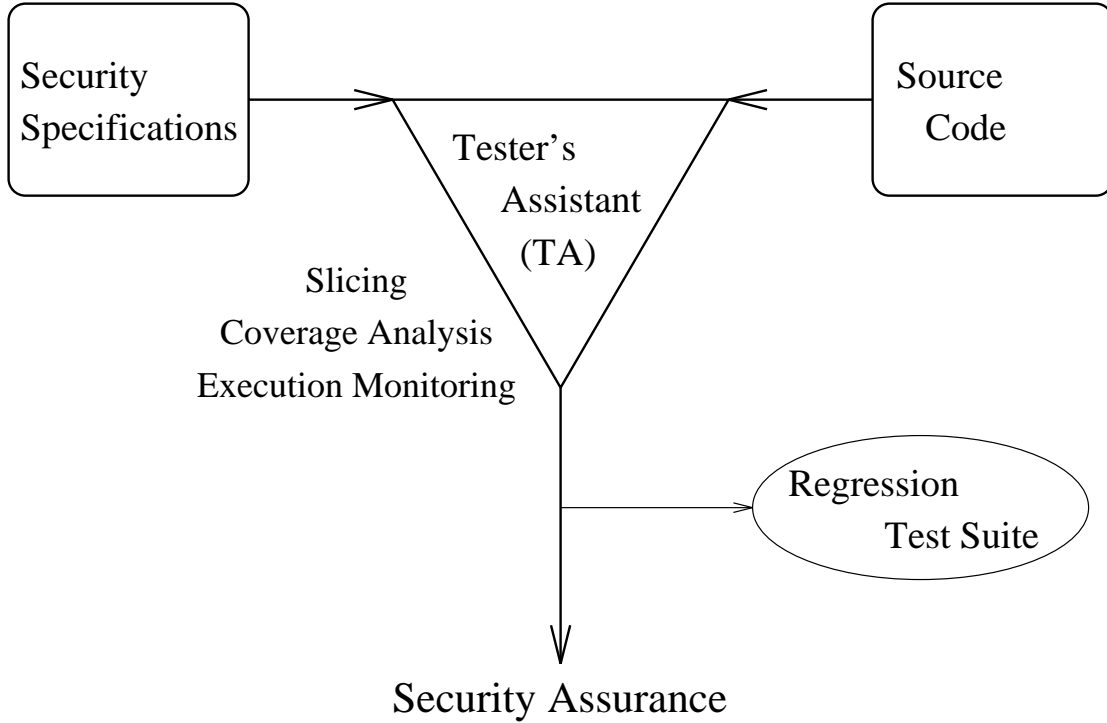 Security
Specifications
Source
Code
Tester's
Assistant
(TA)
Slicing
Coverage Analysis
Execution Monitoring
Regression
Test Suite
Security Assurance